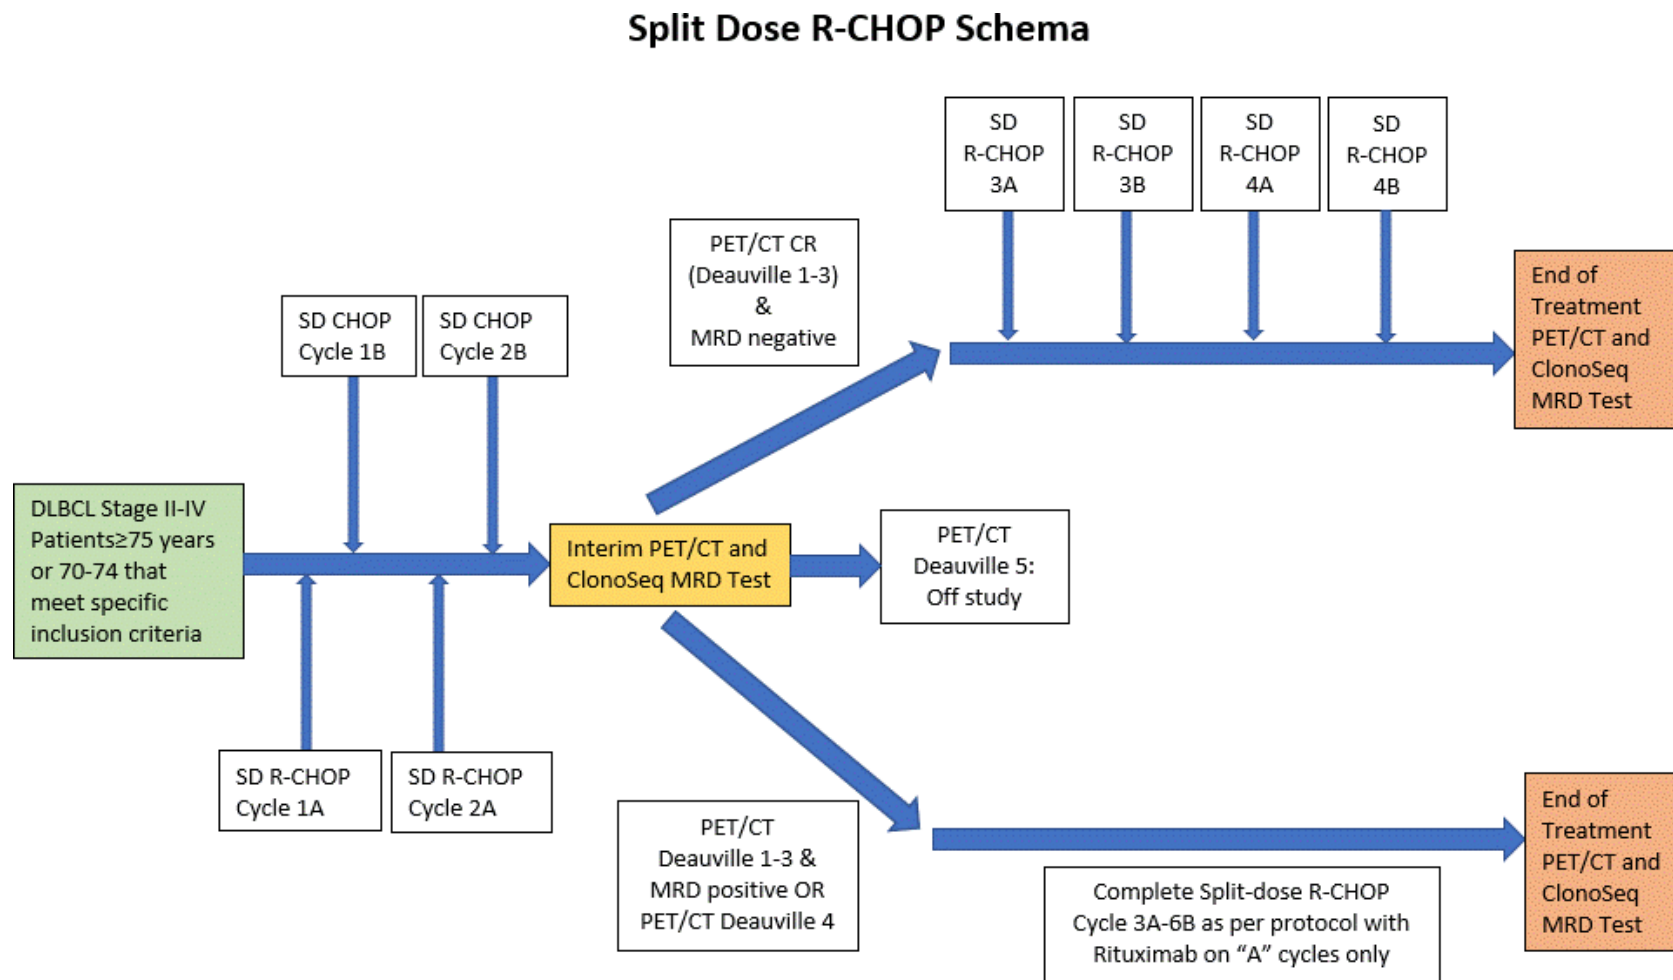 Split Dose R-CHOP Schema
SD
R-CHOP
3A
SD
R-CHOP
3B
SD
R-CHOP
4A
SD
R-CHOP
4B
PET/CT CR
(Deauville 1-3)
&
MRD negative
End of
Treatment
PET/CT and
ClonoSeq
MRD Test
SD CHOP
Cycle 1B
SD CHOP
Cycle 2B
DLBCL Stage II-IV
Patients≥75 years
or 70-74 that
meet specific
inclusion criteria
Interim PET/CT and
ClonoSeq MRD Test
PET/CT
Deauville 5:
Off study
SD R-CHOP
Cycle 1A
SD R-CHOP
Cycle 2A
PET/CT
Deauville 1-3 &
MRD positive OR
PET/CT Deauville 4
Complete Split-dose R-CHOP
Cycle 3A-6B as per protocol with
Rituximab on “A” cycles only
End of
Treatment
PET/CT and
ClonoSeq
MRD Test